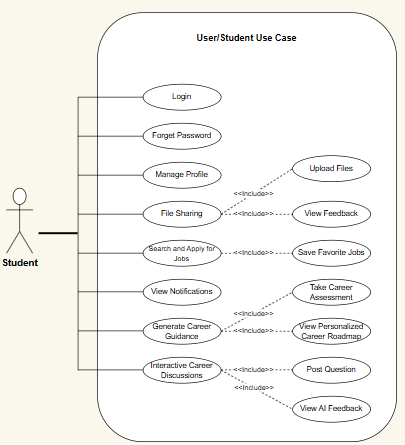 User/Student Use Case
Login
Forget Password
Manage Profile
Upload Files
<<Include>>
File Sharing
<<Include>>
View Feedback
Student
Search and Apply for
Jobs
<<Include>>
Save Favorite Jobs
View Notifications
Take Career
Assessment
<<Include>>
Generate Career
Guidance
<<Include>>
View Personalized
Career Roadmap
Interactive Career
Discussions
<<Include>>
Post Question
<<Include>>
View AI Feedback